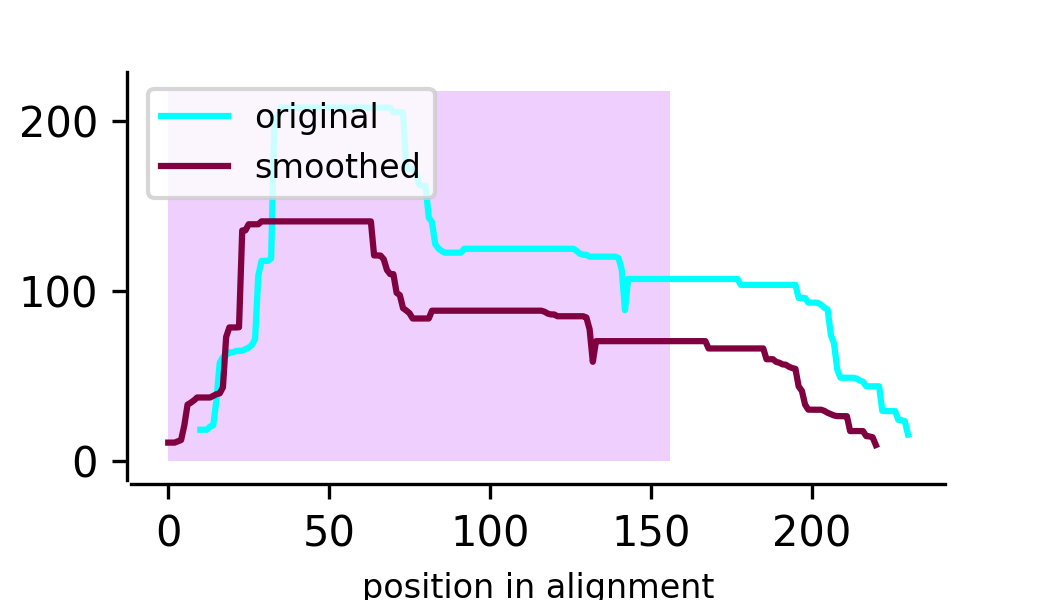 original
smoothed
200
100
0
0 50 100 150 200
position in alignment